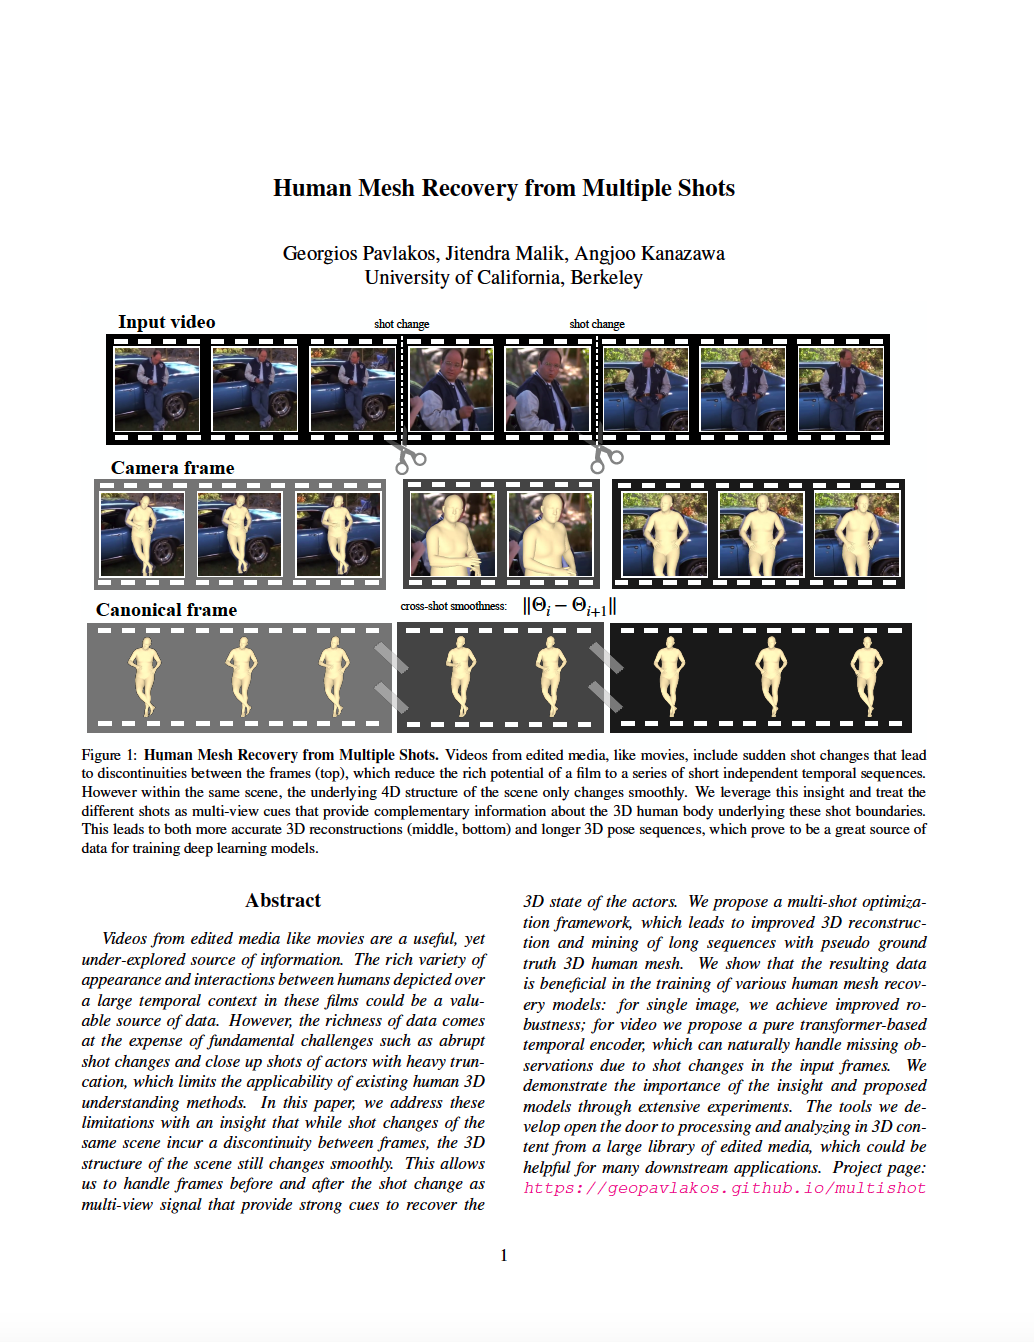 Human Mesh Recovery from Multiple Shots
Georgios Pavlakos, Jitendra Malik, Angjoo Kanazawa
University of California, Berkeley
Input video
shot change
shot change
Camera frame
Canonical frame
cross-shot smoothness: ‖Θi − Θi+1‖
Figure 1: Human Mesh Recovery from Multiple Shots. Videos from edited media, like movies, include sudden shot changes that lead
to discontinuities between the frames (top), which reduce the rich potential of a film to a series of short independent temporal sequences.
However within the same scene, the underlying 4D structure of the scene only changes smoothly. We leverage this insight and treat the
different shots as multi-view cues that provide complementary information about the 3D human body underlying these shot boundaries.
This leads to both more accurate 3D reconstructions (middle, bottom) and longer 3D pose sequences, which prove to be a great source of
data for training deep learning models.
Abstract
Videos from edited media like movies are a useful, yet
under-explored source of information. The rich variety of
appearance and interactions between humans depicted over
a large temporal context in these films could be a valu-
able source of data. However, the richness of data comes
at the expense of fundamental challenges such as abrupt
shot changes and close up shots of actors with heavy trun-
cation, which limits the applicability of existing human 3D
understanding methods. In this paper, we address these
limitations with an insight that while shot changes of the
same scene incur a discontinuity between frames, the 3D
structure of the scene still changes smoothly. This allows
us to handle frames before and after the shot change as
multi-view signal that provide strong cues to recover the
3D state of the actors. We propose a multi-shot optimiza-
tion framework, which leads to improved 3D reconstruc-
tion and mining of long sequences with pseudo ground
truth 3D human mesh. We show that the resulting data
is beneficial in the training of various human mesh recov-
ery models: for single image, we achieve improved ro-
bustness; for video we propose a pure transformer-based
temporal encoder, which can naturally handle missing ob-
servations due to shot changes in the input frames. We
demonstrate the importance of the insight and proposed
models through extensive experiments. The tools we de-
velop open the door to processing and analyzing in 3D con-
tent from a large library of edited media, which could be
helpful for many downstream applications. Project page:
https://geopavlakos.github.io/multishot
1